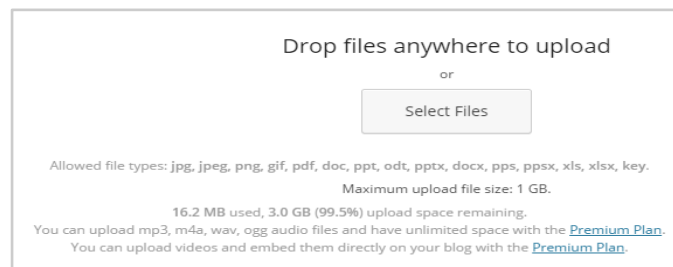 Drop files anywhere to upload
or
Select Files
Allowed file types: jpg, jpeg, png, gif, pdf, doc, ppt, odt, pptx, docx, pps, ppsx, xls, xlsx, key.
Maximum upload file size: 1 GB.
16.2 MB used, 3.0 GB (99.5%) upload space remaining.
You can upload mp3, m4a, wav, ogg audio files and have unlimited space with the Premium Plan.
You can upload videos and embed them directly on your blog with the Premium Plan.